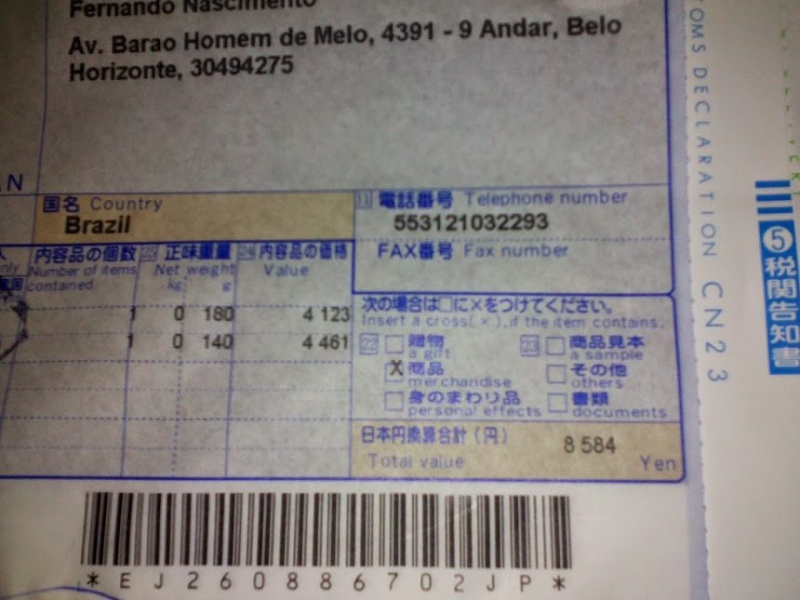 Fernando Nascimento
Av. Barao Homem de Melo, 4391 - 9 Andar, Belo
Horizonte, 30494275
国名 Country
Brazil
電話番号 Telephone number
553121032293
FAX番号 Fax number
only
内容品の個数
Number of items
contained
正味重量
Net weight
kg g
内容品の価格
Value
1 0 180 4 123
1 0 140 4 461
次の場合は□に×をつけてください。
Insert a cross(×), if the item contains.
22 贈物
a gift
23 商品見本
a sample
X 商品
merchandise
その他
others
身のまわり品
personal effects
書類
documents
日本円換算合計(円)
Total value
8 584
Yen
*EJ260886702JP*
OMS DECLARATION CN23
⑤税関告知書